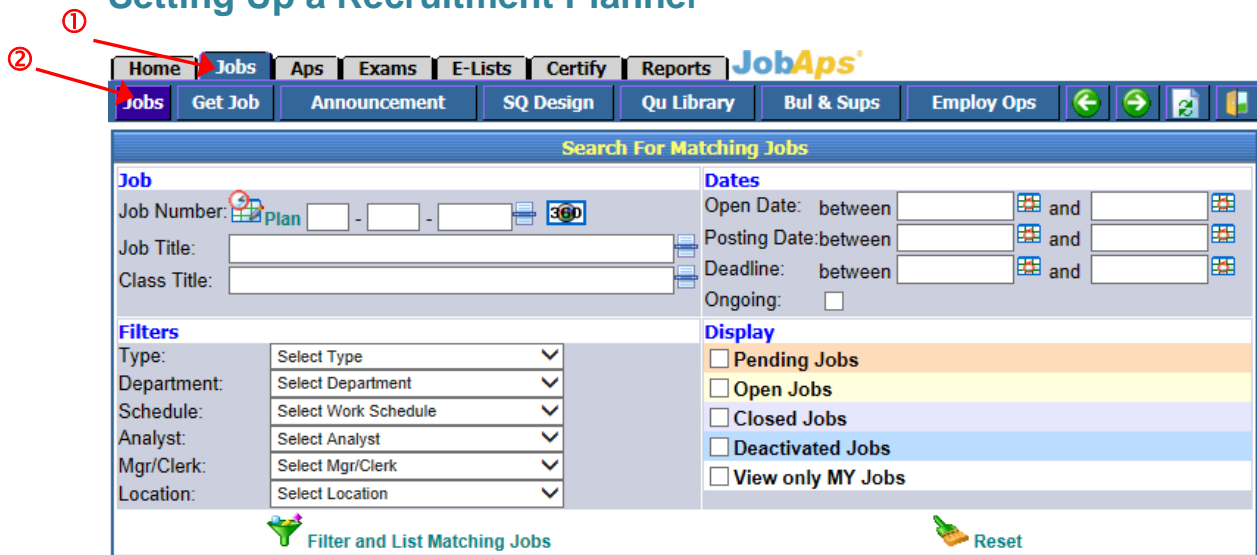 Setting Up a Recruitment Planner
①
②
Home Jobs Aps Exams E-Lists Certify Reports JobAps
Jobs Get Job Announcement SQ Design Qu Library Bul & Sups Employ Ops
Search For Matching Jobs
Job
Job Number: Plan - - 360
Job Title:
Class Title:
Dates
Open Date: between and
Posting Date: between and
Deadline: between and
Ongoing:
Filters
Type: Select Type
Department: Select Department
Schedule: Select Work Schedule
Analyst: Select Analyst
Mgr/Clerk: Select Mgr/Clerk
Location: Select Location
Display
Pending Jobs
Open Jobs
Closed Jobs
Deactivated Jobs
View only MY Jobs
Filter and List Matching Jobs
Reset